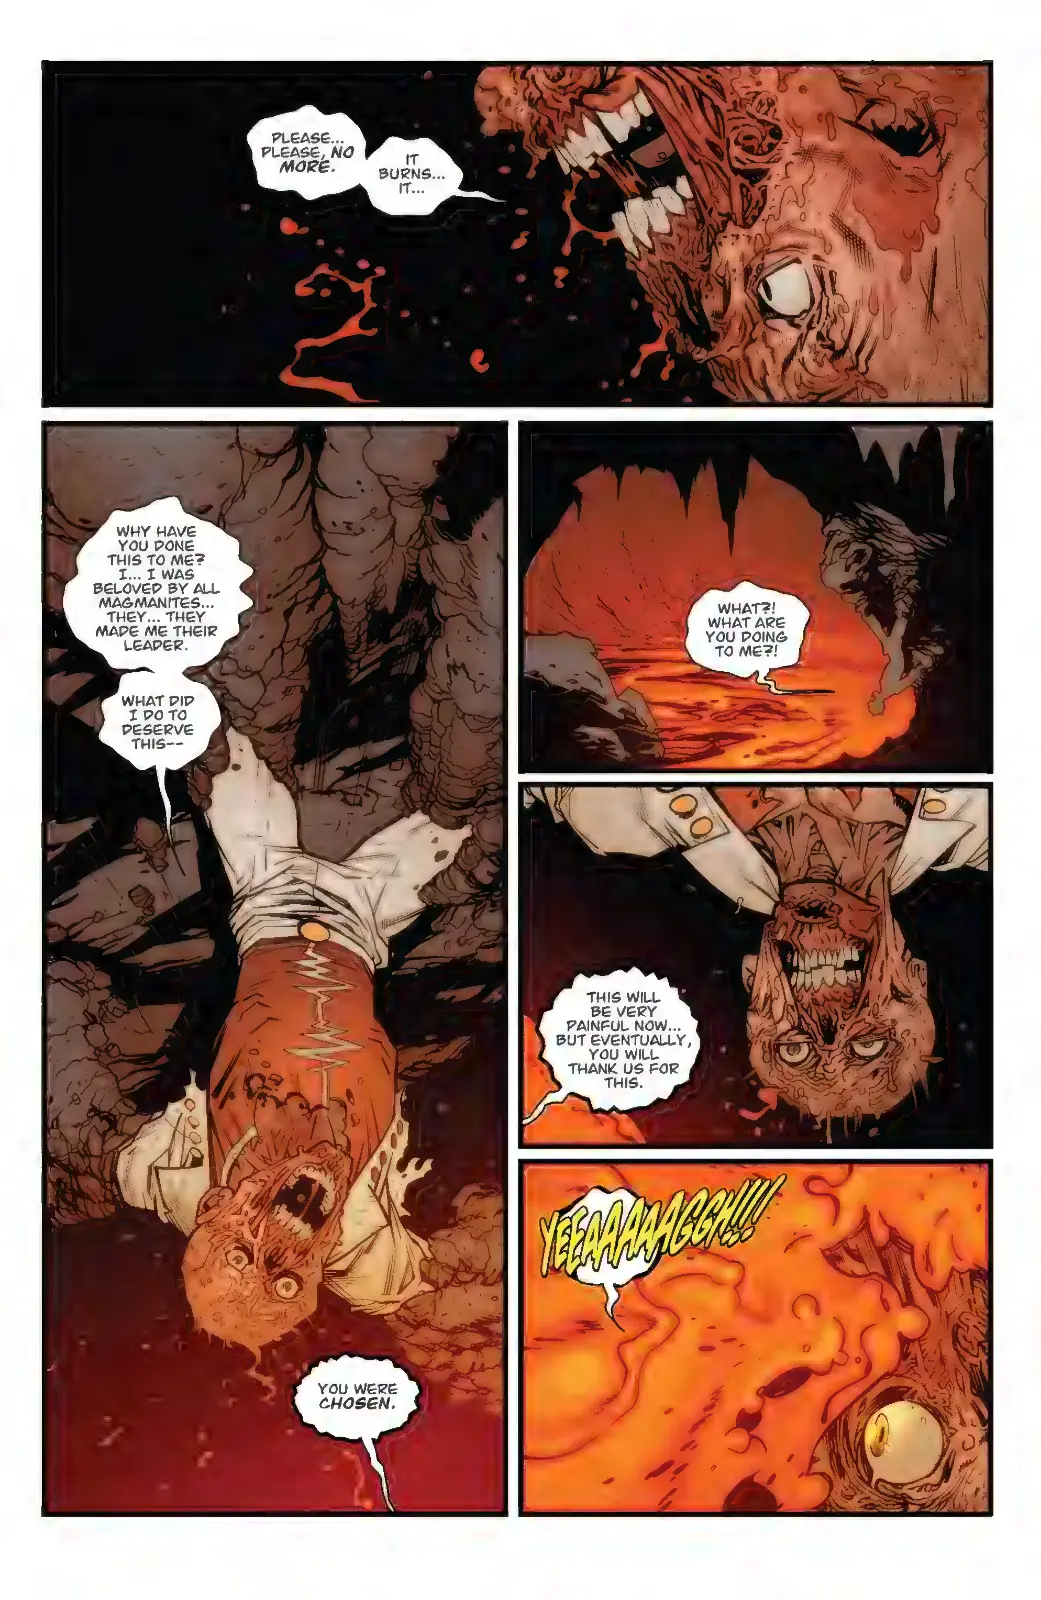 PLEASE...
PLEASE, NO
MORE.
IT
BURNS...
IT...
WHY HAVE
YOU DONE
THIS TO ME?
I... I WAS
BELOVED BY ALL
MAGMANITES...
THEY... THEY
MADE ME THEIR
LEADER.
WHAT DID
I DO TO
DESERVE
THIS--
YOU WERE
CHOSEN.
WHAT?!
WHAT ARE
YOU DOING
TO ME?!
THIS WILL
BE VERY
PAINFUL NOW...
BUT EVENTUALLY,
YOU WILL
THANK US FOR
THIS.
YEEAAAAAAGGH!!!!